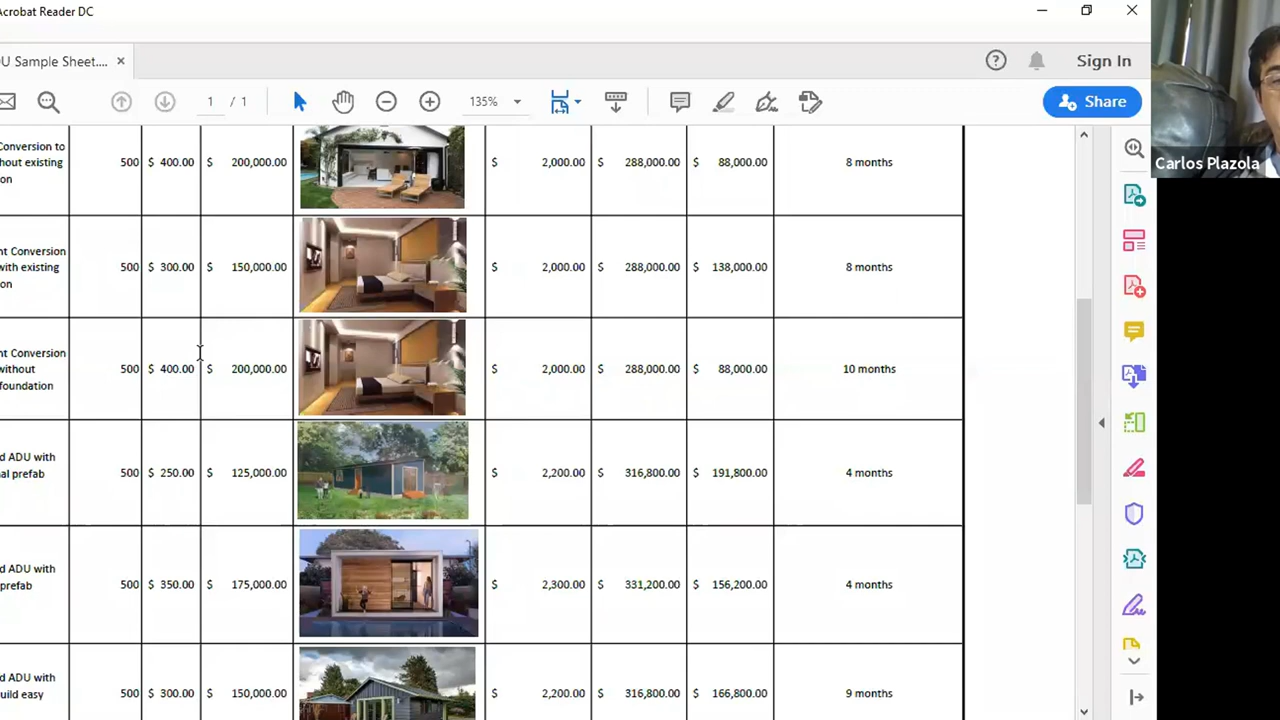 Acrobat Reader DC
DU Sample Sheet....
Sign In
1 / 1
135%
Share
Carlos Plazola
Conversion to
hout existing
on
500 $ 400.00 $ 200,000.00 $ 2,000.00 $ 288,000.00 $ 88,000.00 8 months
nt Conversion
with existing
on
500 $ 300.00 $ 150,000.00 $ 2,000.00 $ 288,000.00 $ 138,000.00 8 months
nt Conversion
without
foundation
500 $ 400.00 $ 200,000.00 $ 2,000.00 $ 288,000.00 $ 88,000.00 10 months
d ADU with
nal prefab
500 $ 250.00 $ 125,000.00 $ 2,200.00 $ 316,800.00 $ 191,800.00 4 months
d ADU with
prefab
500 $ 350.00 $ 175,000.00 $ 2,300.00 $ 331,200.00 $ 156,200.00 4 months
d ADU with
uild easy
500 $ 300.00 $ 150,000.00 $ 2,200.00 $ 316,800.00 $ 166,800.00 9 months